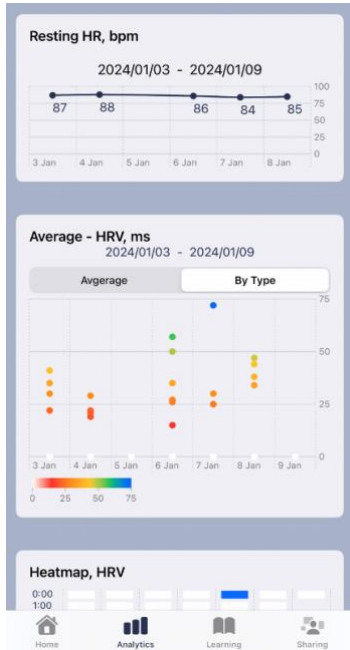 Resting HR, bpm
2024/01/03 - 2024/01/09
100
87 88 86 84 85 75
50
25
0
3 Jan 4 Jan 5 Jan 6 Jan 7 Jan 8 Jan
Average - HRV, ms
2024/01/03 - 2024/01/09
Avgerage By Type
75
50
25
0
3 Jan 4 Jan 5 Jan 6 Jan 7 Jan 8 Jan 9 Jan
0 25 50 75
Heatmap, HRV
0:00
1:00
Home Analytics Learning Sharing